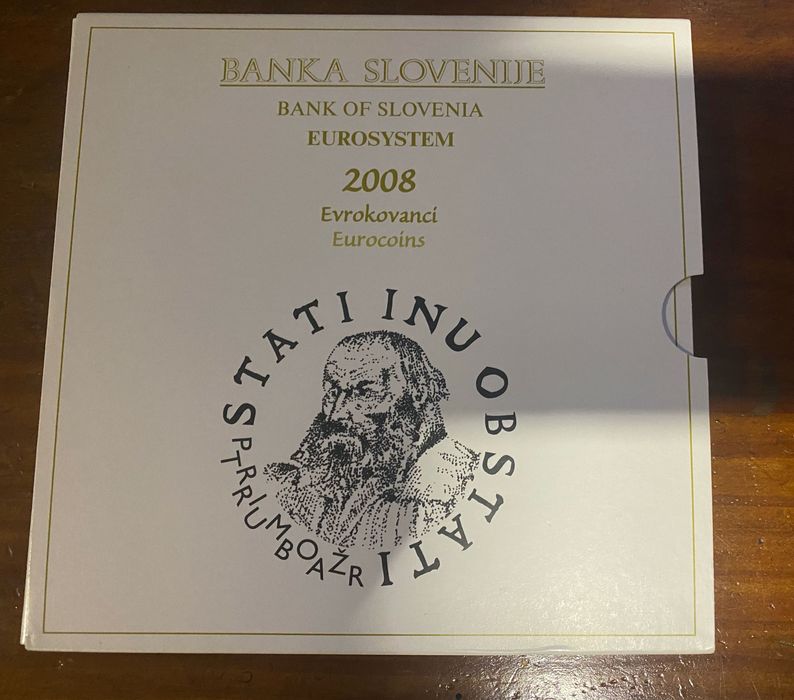 BANKA SLOVENIJE
BANK OF SLOVENIA
EUROSYSTEM
2008
Evrokovanci
Eurocoins
STATI INU OBSTATI
PRIMOŽ TRUBAR